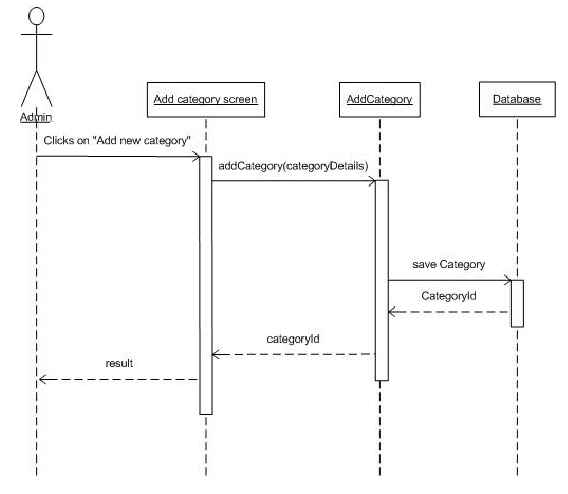 Admin
Add category screen
AddCategory
Database
Clicks on "Add new category"
addCategory(categoryDetails)
save Category
CategoryId
categoryId
result